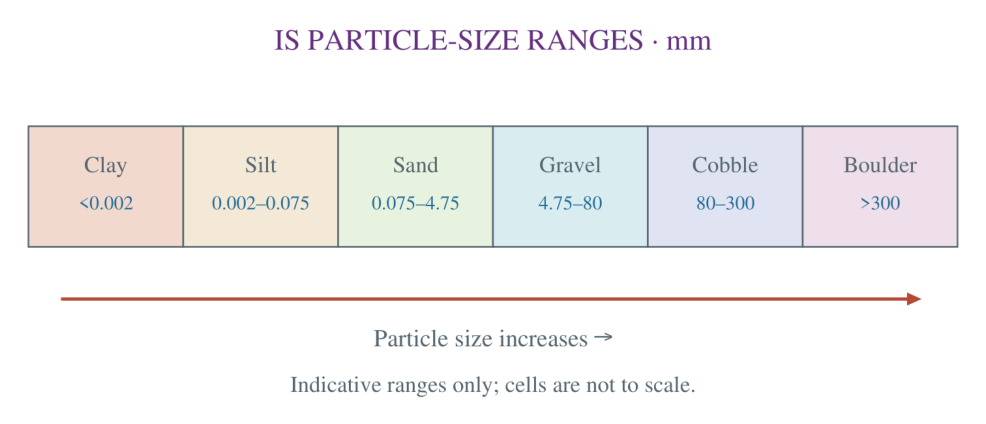 IS PARTICLE-SIZE RANGES · mm
Clay Silt Sand Gravel Cobble Boulder
<0.002 0.002–0.075 0.075–4.75 4.75–80 80–300 >300
Particle size increases →
Indicative ranges only; cells are not to scale.